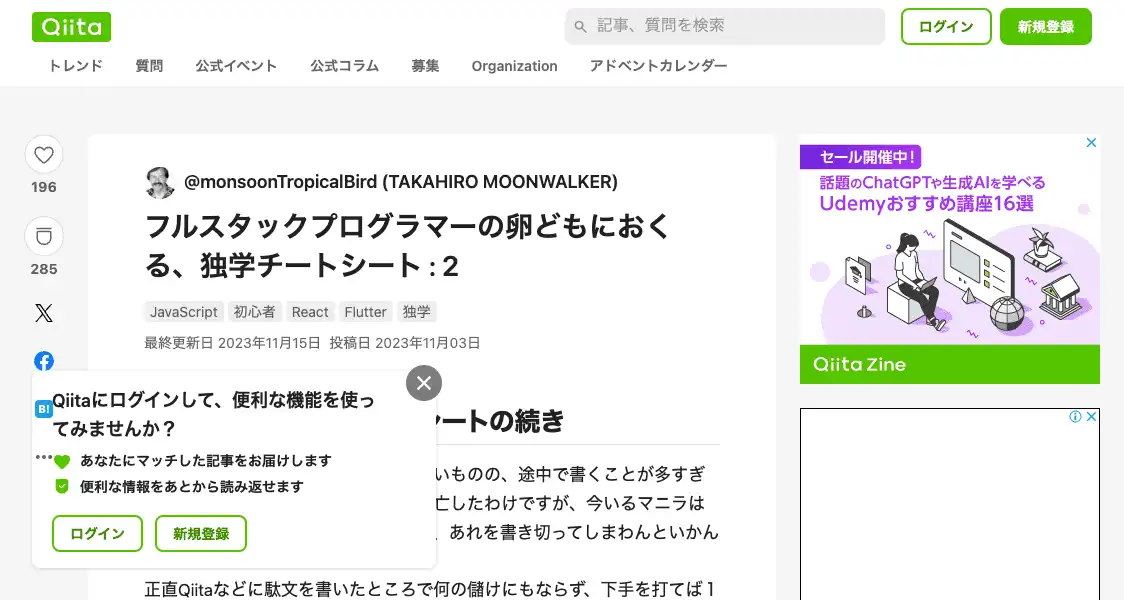 Qiita
記事、質問を検索
ログイン
新規登録
トレンド
質問
公式イベント
公式コラム
募集
Organization
アドベントカレンダー
196
285
@monsoonTropicalBird (TAKAHIRO MOONWALKER)
フルスタックプログラマーの卵どもにおく
る、独学チートシート : 2
JavaScript 初心者 React Flutter 独学
最終更新日 2023年11月15日 投稿日 2023年11月03日
ートの続き
いものの、途中で書くことが多すぎ
亡したわけですが、今いるマニラは
、あれを書き切ってしまわんといかん
正直Qiitaなどに駄文を書いたところで何の儲けにもならず、下手を打てば１
B!
Qiitaにログインして、便利な機能を使っ
てみませんか？
あなたにマッチした記事をお届けします
便利な情報をあとから読み返せます
ログイン
新規登録
セール開催中!
話題のChatGPTや生成AIを学べる
Udemyおすすめ講座16選
Qiita Zine